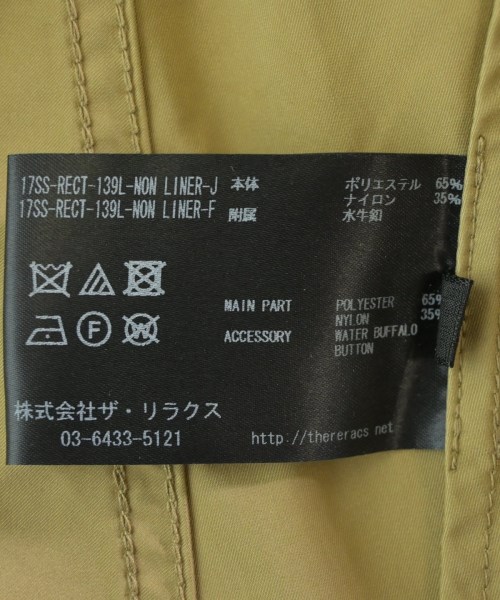 17SS-RECT-139L-NON LINER-J 本体 ポリエステル 65%
17SS-RECT-139L-NON LINER-F ナイロン 35%
附属 水牛釦
MAIN PART POLYESTER 65%
NYLON 35%
ACCESSORY WATER BUFFALO
BUTTON
F
W
株式会社ザ・リラクス
03-6433-5121 http://thereracs.net